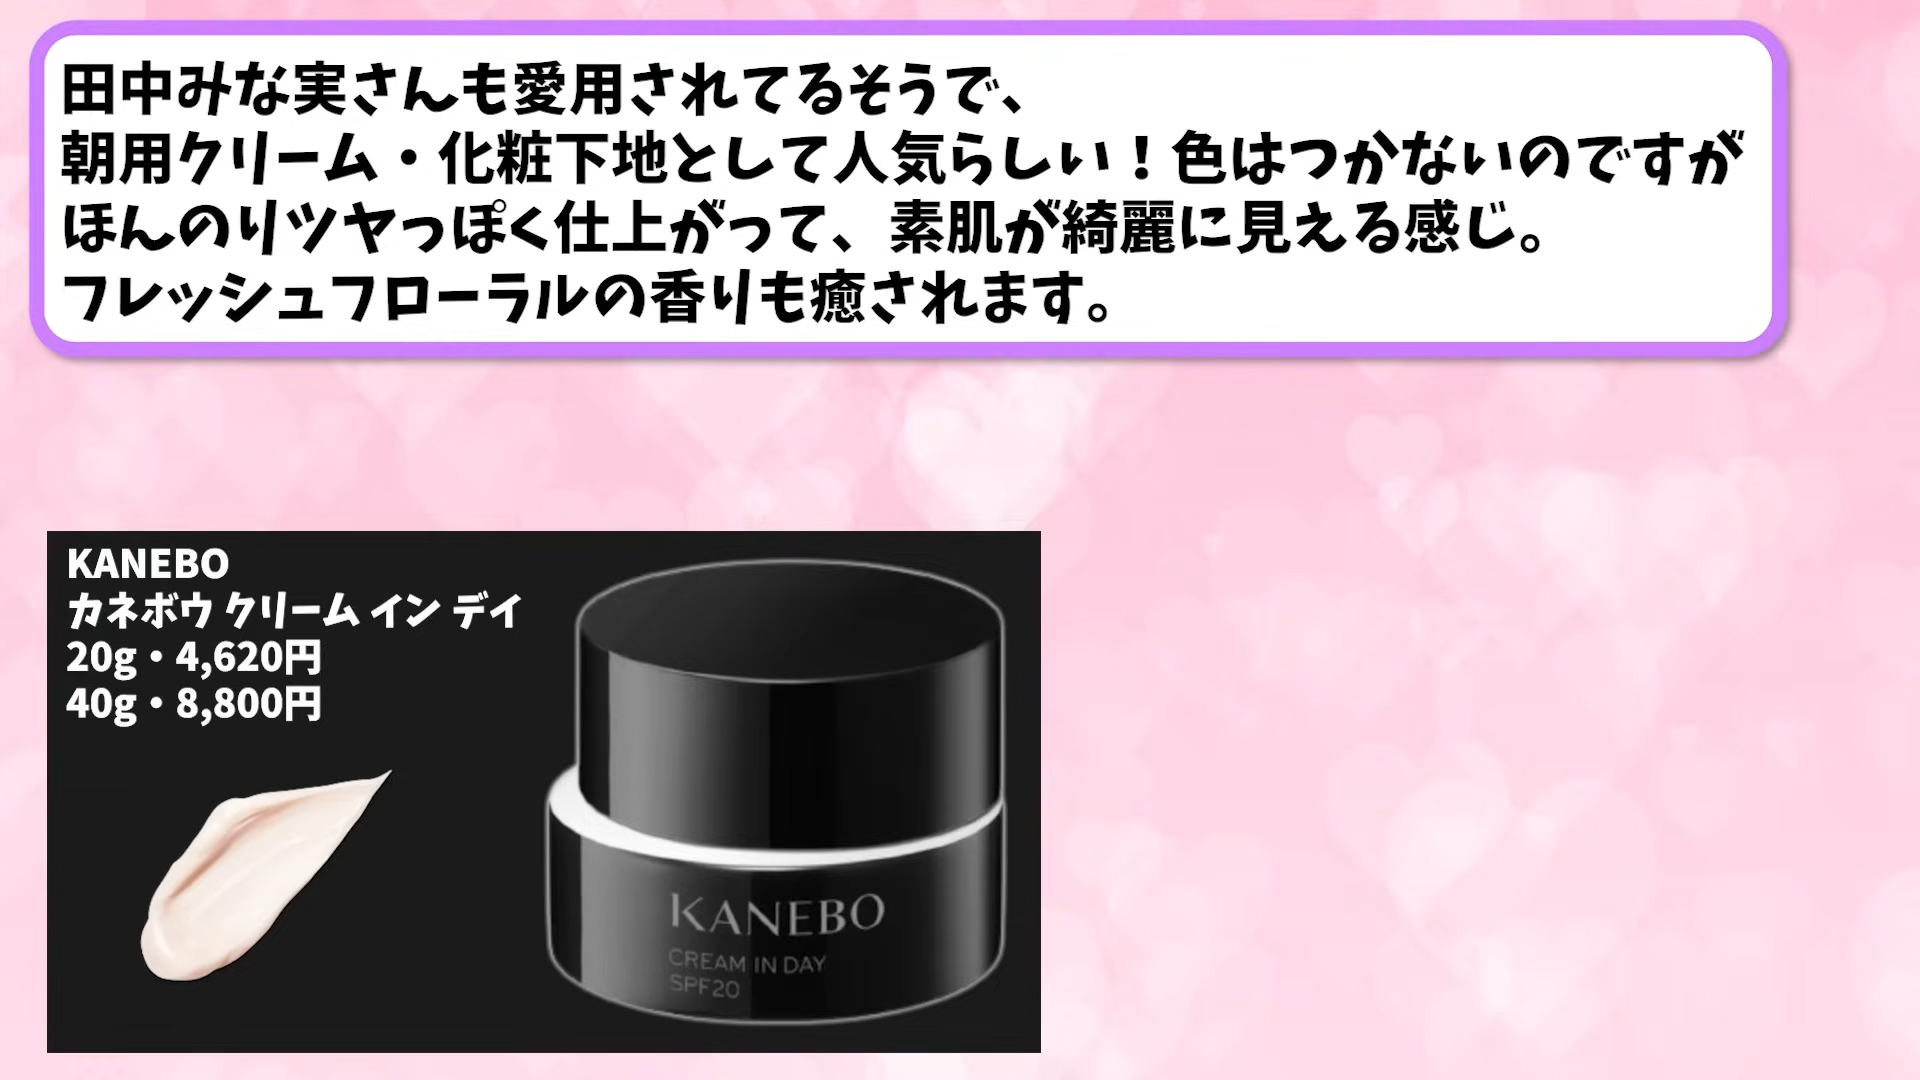 田中みな実さんも愛用されてるそうで、
朝用クリーム・化粧下地として人気らしい！色はつかないのですが
ほんのりツヤっぽく仕上がって、素肌が綺麗に見える感じ。
フレッシュフローラルの香りも癒されます。
KANEBO
カネボウ クリーム イン デイ
20g・4,620円
40g・8,800円
KANEBO
CREAM IN DAY
SPF20